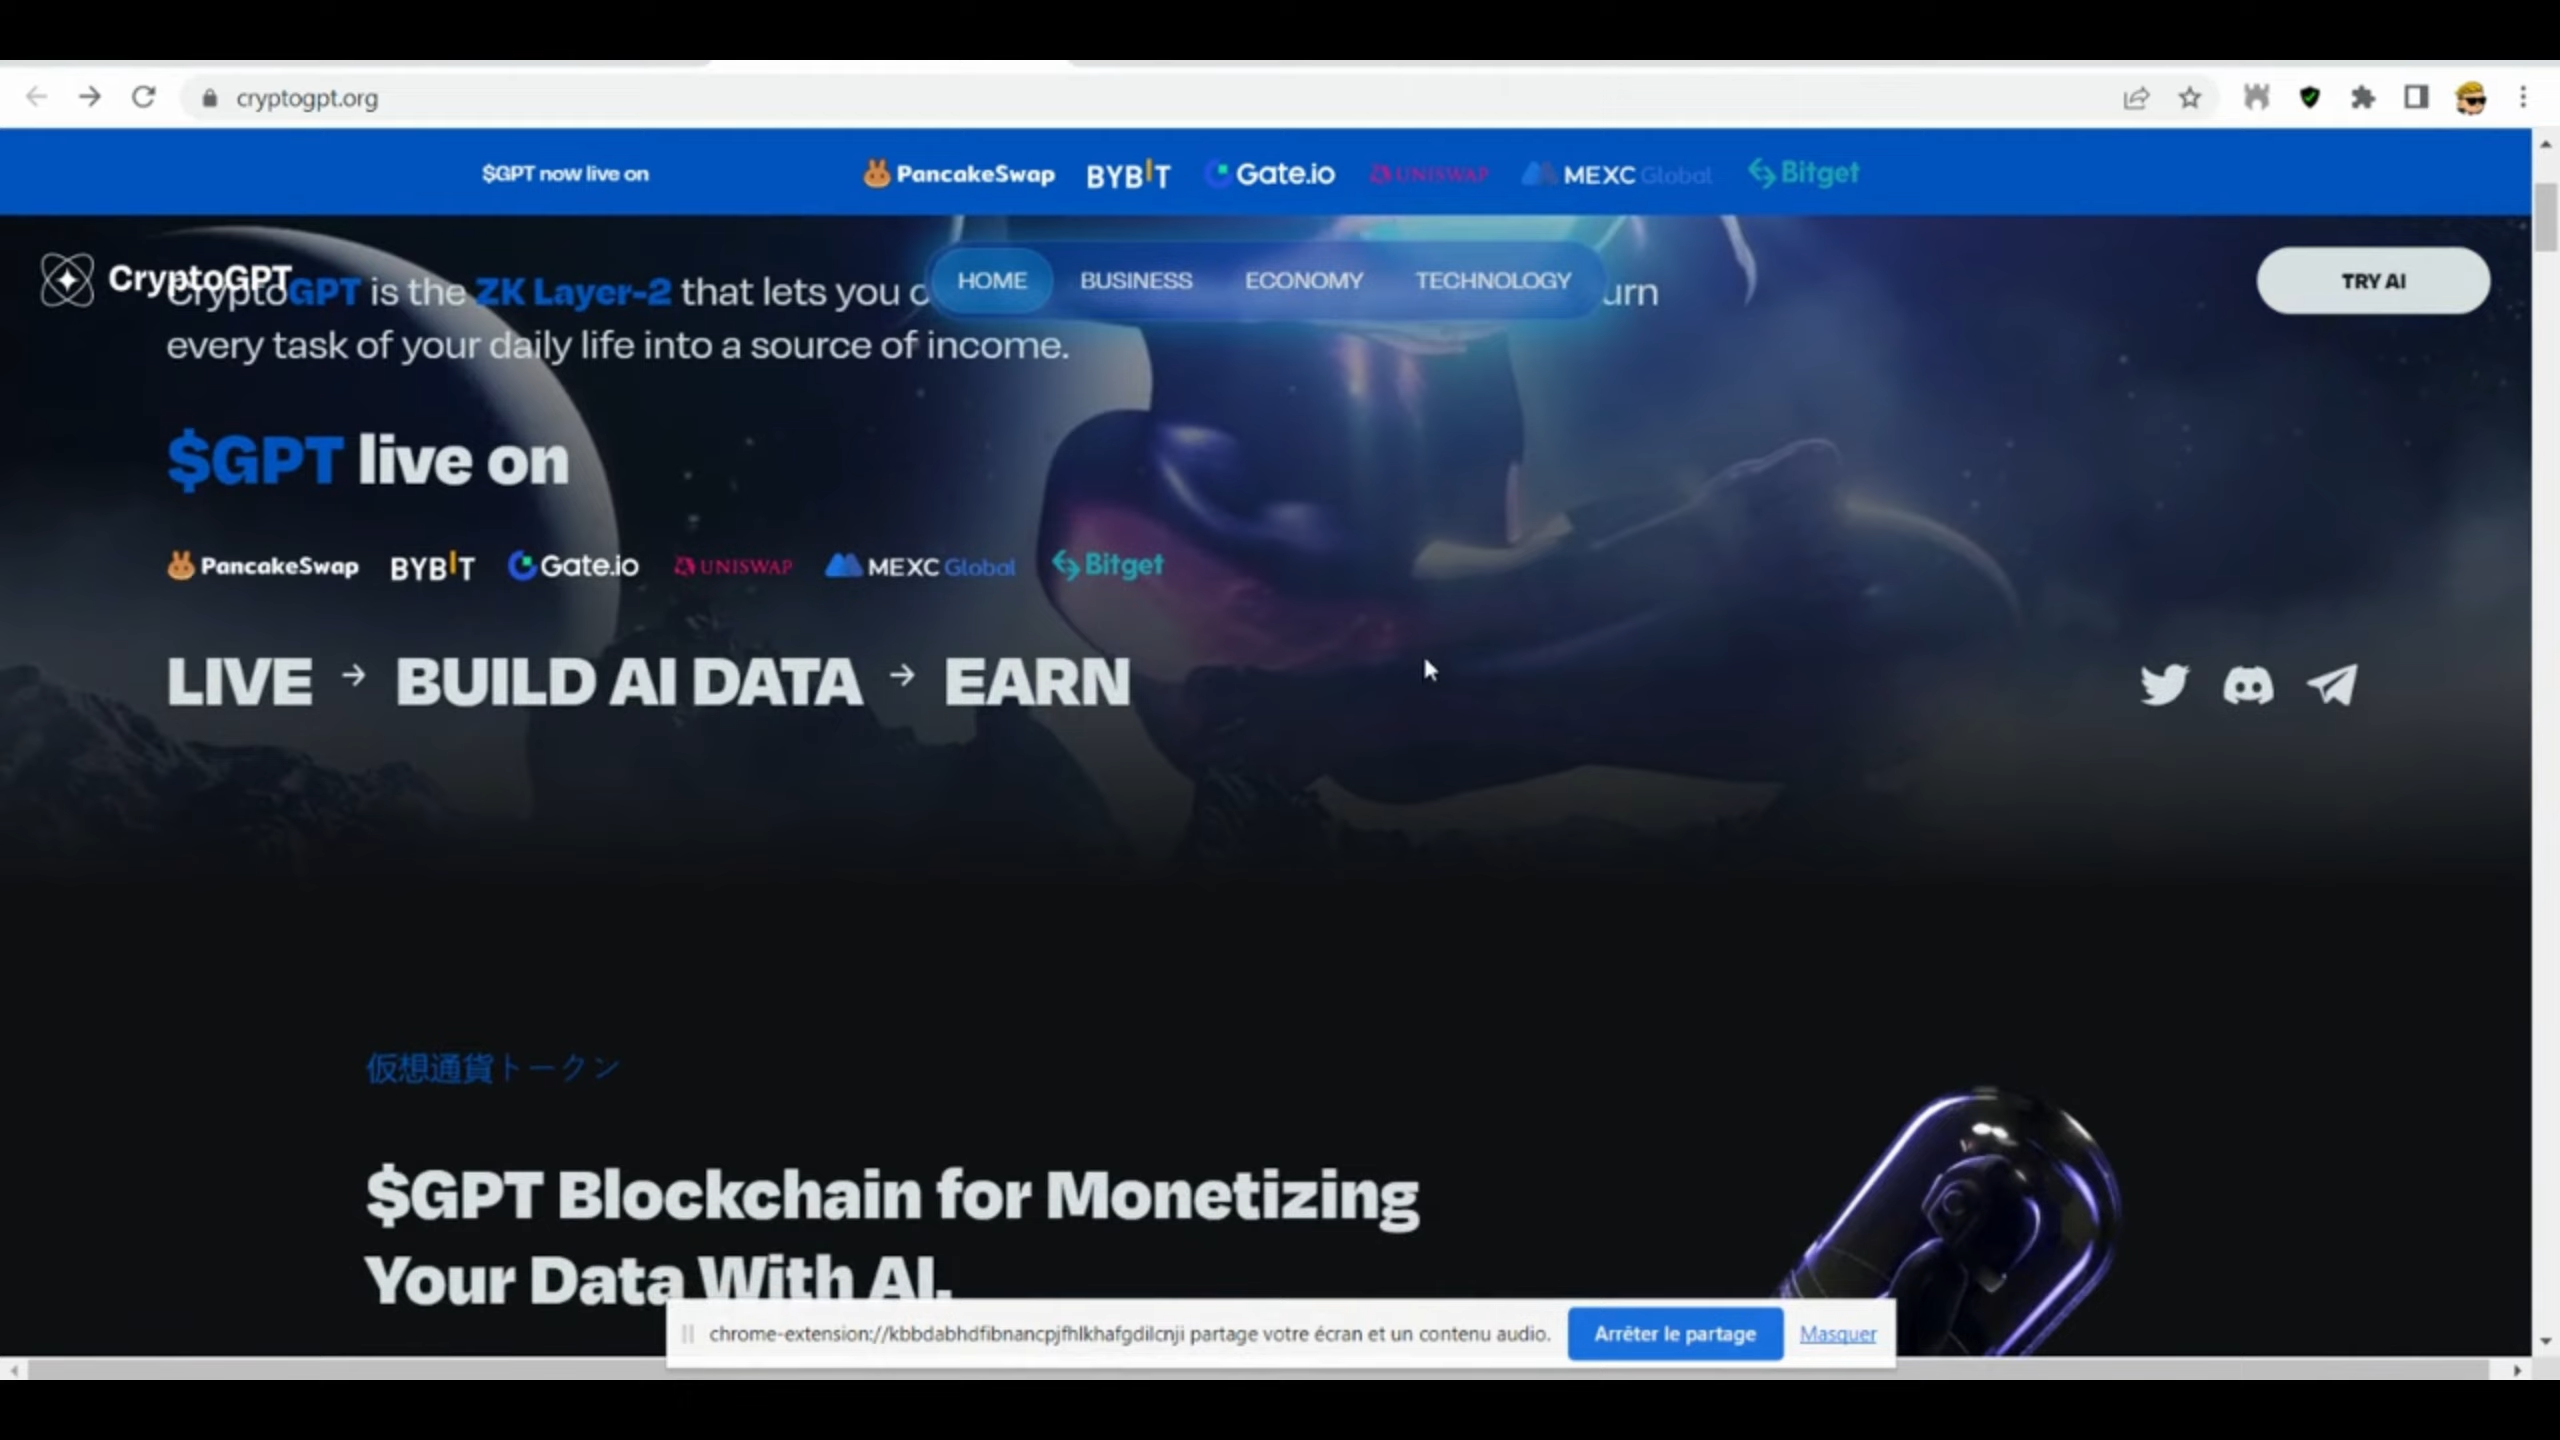 cryptogpt.org
$GPT now live on
PancakeSwap BYBIT Gate.io UNISWAP MEXC Global Bitget
CryptoGPT
HOME BUSINESS ECONOMY TECHNOLOGY
TRY AI
CryptoGPT is the ZK Layer-2 that lets you
every task of your daily life into a source of income.
$GPT live on
PancakeSwap BYBIT Gate.io UNISWAP MEXC Global Bitget
LIVE → BUILD AI DATA → EARN
仮想通貨トークン
$GPT Blockchain for Monetizing
Your Data With AI.
chrome-extension://kbbdabhdfibnancpjfhlkhafgdilcnji partage votre écran et un contenu audio. Arrêter le partage Masquer